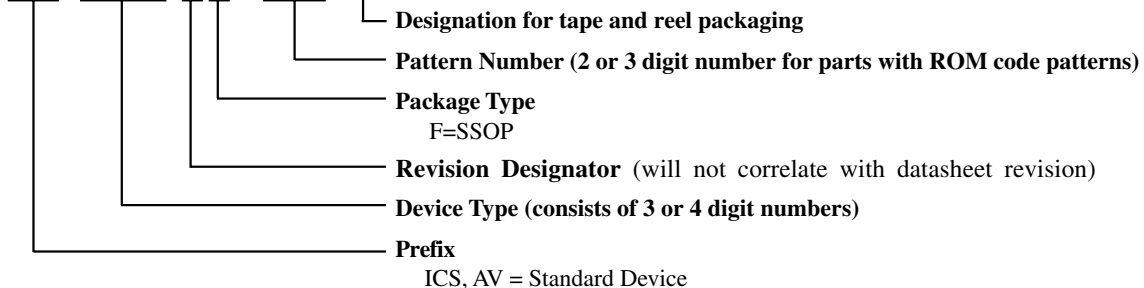 Designation for tape and reel packaging
Pattern Number (2 or 3 digit number for parts with ROM code patterns)
Package Type
F=SSOP
Revision Designator (will not correlate with datasheet revision)
Device Type (consists of 3 or 4 digit numbers)
Prefix
ICS, AV = Standard Device